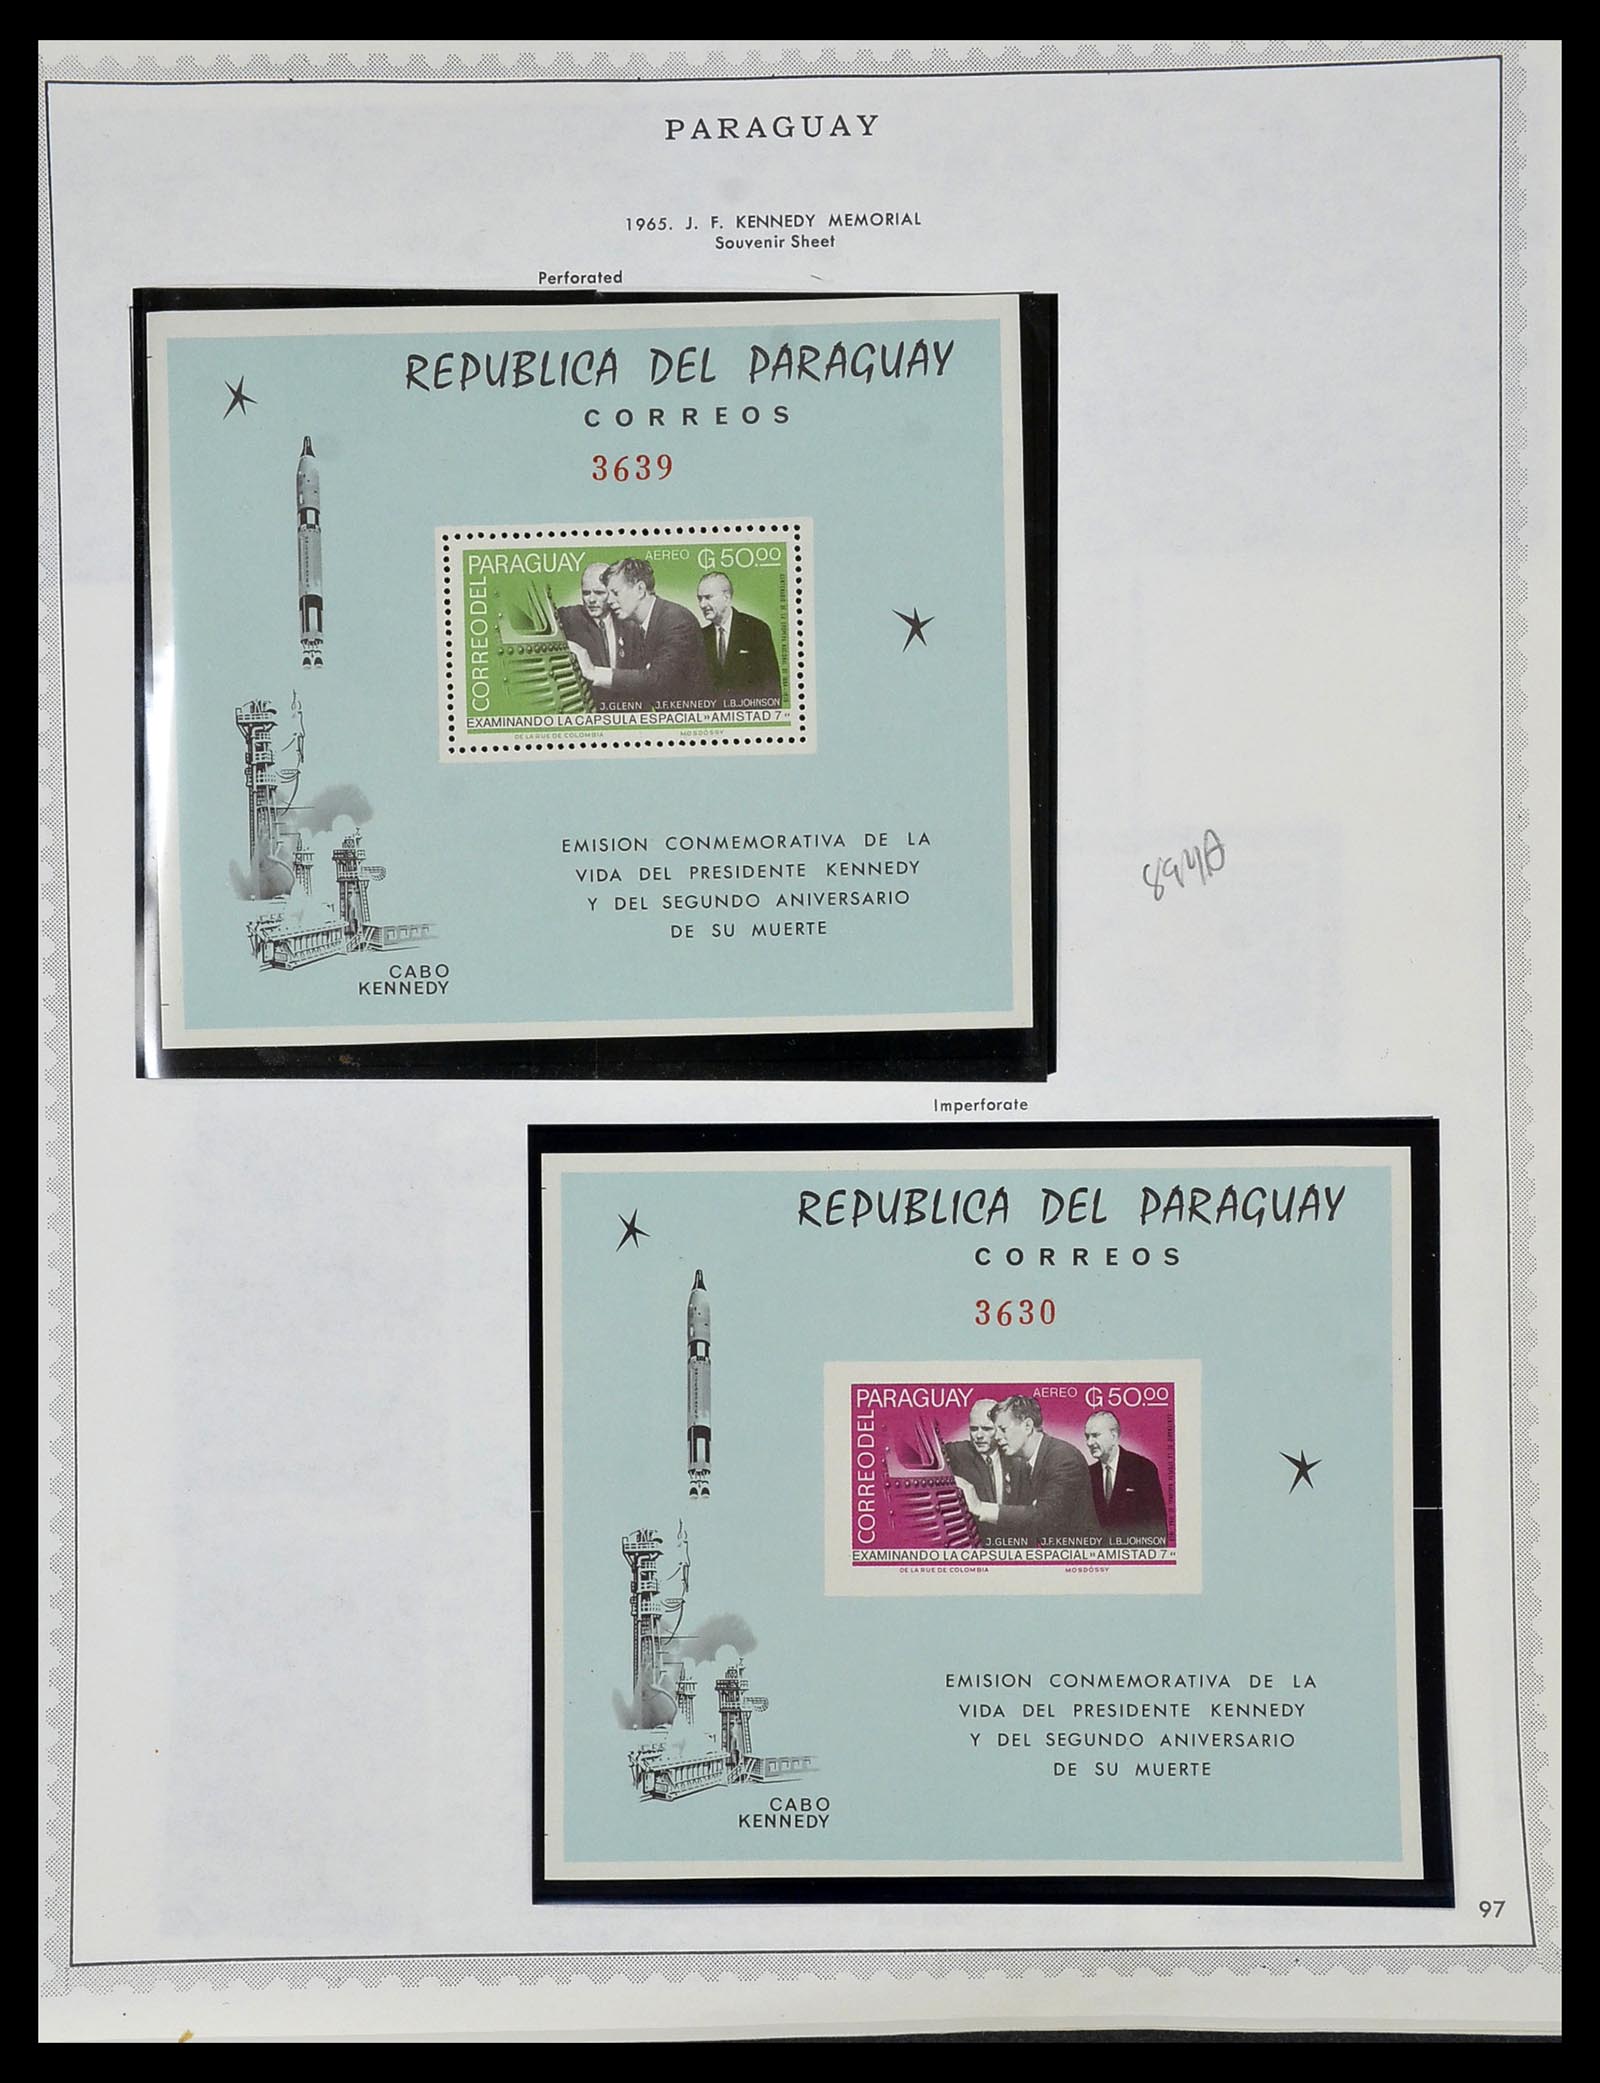 PARAGUAY
1965. J. F. KENNEDY MEMORIAL
Souvenir Sheet
Perforated
REPUBLICA DEL PARAGUAY
CORREOS
3639
PARAGUAY AEREO ₲50.00
CORREO DEL
J.GLENN J.F.KENNEDY L.B.JOHNSON
EXAMINANDO LA CAPSULA ESPACIAL »AMISTAD 7«
DE LA RUE DE COLOMBIA MOSDÓSSY
EMISION CONMEMORATIVA DE LA
VIDA DEL PRESIDENTE KENNEDY
Y DEL SEGUNDO ANIVERSARIO
DE SU MUERTE
CABO
KENNEDY
894A
Imperforate
REPUBLICA DEL PARAGUAY
CORREOS
3630
PARAGUAY AEREO ₲50.00
CORREO DEL
J.GLENN J.F.KENNEDY L.B.JOHNSON
EXAMINANDO LA CAPSULA ESPACIAL »AMISTAD 7«
DE LA RUE DE COLOMBIA MOSDÓSSY
EMISION CONMEMORATIVA DE LA
VIDA DEL PRESIDENTE KENNEDY
Y DEL SEGUNDO ANIVERSARIO
DE SU MUERTE
CABO
KENNEDY
97